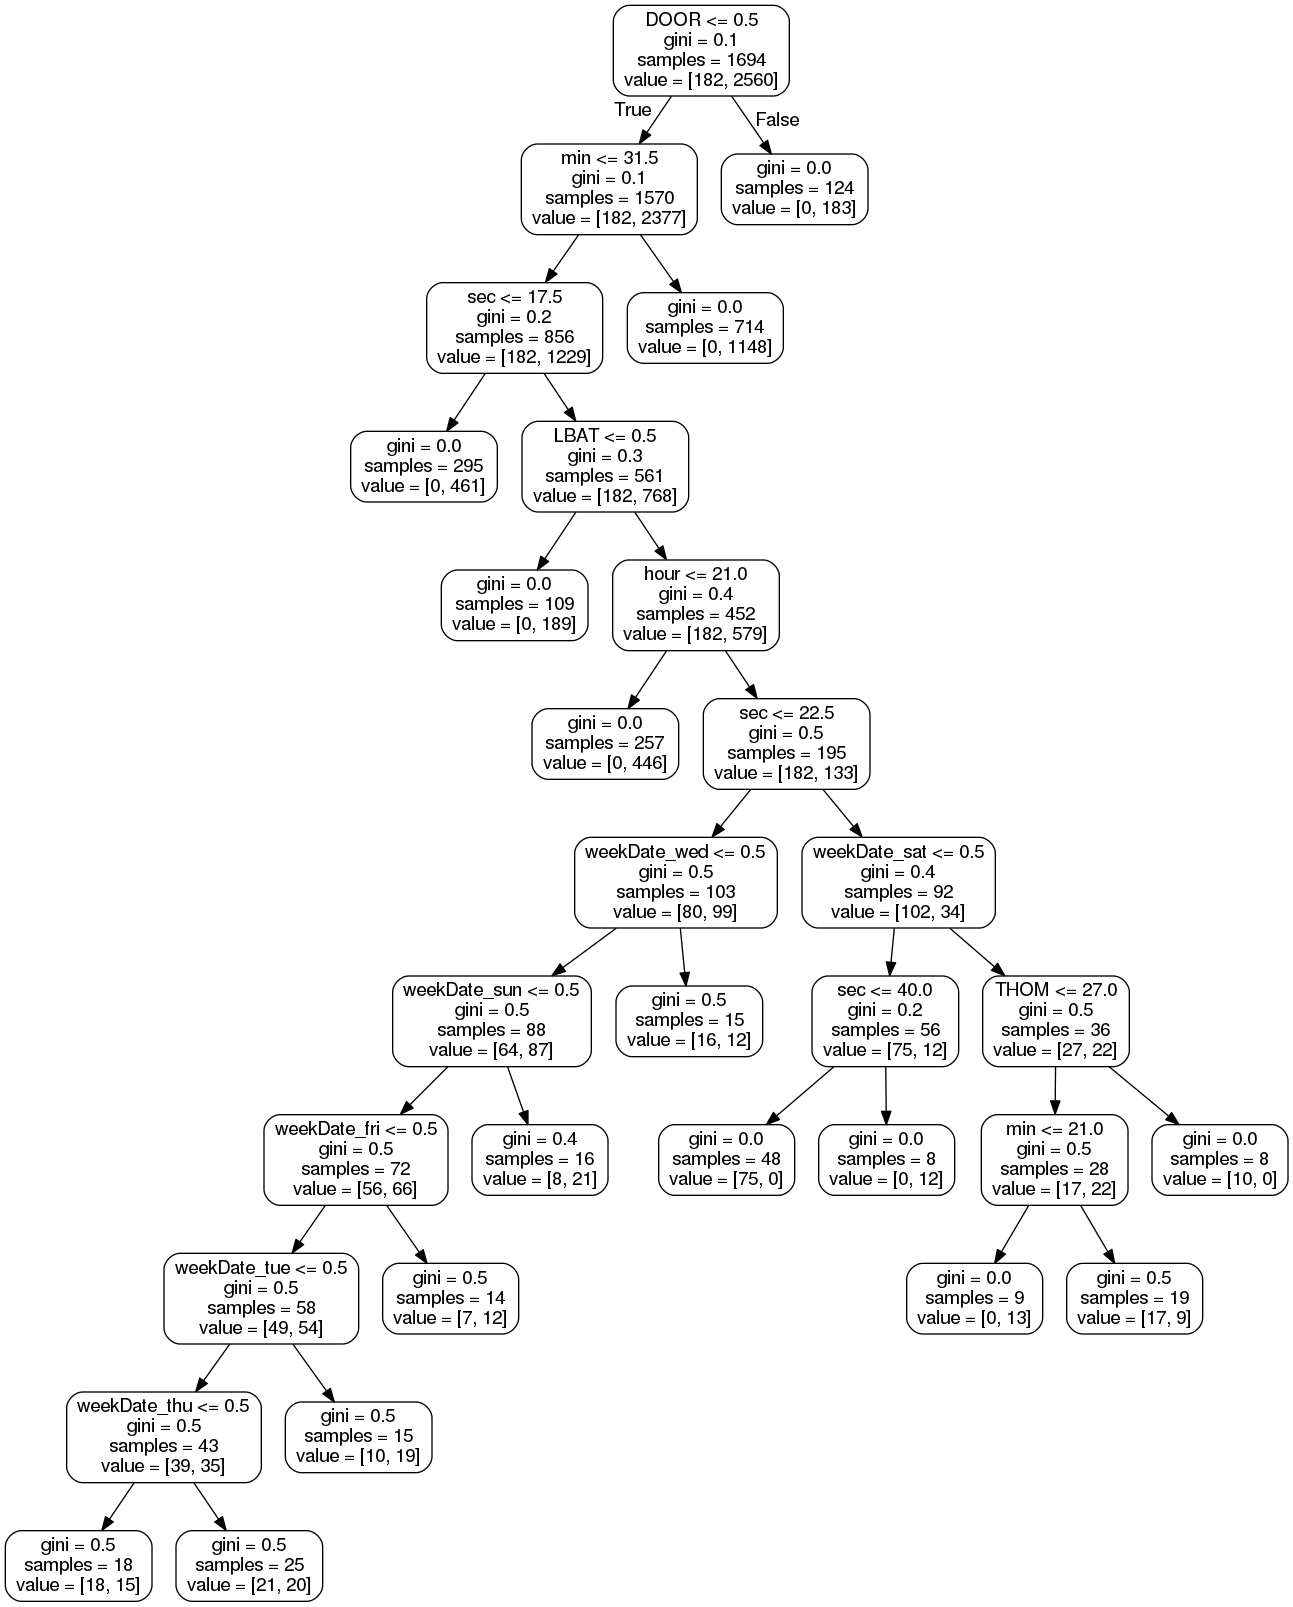 DOOR <= 0.5
gini = 0.1
samples = 1694
value = [182, 2560]
True
False
min <= 31.5
gini = 0.1
samples = 1570
value = [182, 2377]
gini = 0.0
samples = 124
value = [0, 183]
sec <= 17.5
gini = 0.2
samples = 856
value = [182, 1229]
gini = 0.0
samples = 714
value = [0, 1148]
gini = 0.0
samples = 295
value = [0, 461]
LBAT <= 0.5
gini = 0.3
samples = 561
value = [182, 768]
gini = 0.0
samples = 109
value = [0, 189]
hour <= 21.0
gini = 0.4
samples = 452
value = [182, 579]
gini = 0.0
samples = 257
value = [0, 446]
sec <= 22.5
gini = 0.5
samples = 195
value = [182, 133]
weekDate_wed <= 0.5
gini = 0.5
samples = 103
value = [80, 99]
weekDate_sat <= 0.5
gini = 0.4
samples = 92
value = [102, 34]
weekDate_sun <= 0.5
gini = 0.5
samples = 88
value = [64, 87]
gini = 0.5
samples = 15
value = [16, 12]
sec <= 40.0
gini = 0.2
samples = 56
value = [75, 12]
THOM <= 27.0
gini = 0.5
samples = 36
value = [27, 22]
weekDate_fri <= 0.5
gini = 0.5
samples = 72
value = [56, 66]
gini = 0.4
samples = 16
value = [8, 21]
gini = 0.0
samples = 48
value = [75, 0]
gini = 0.0
samples = 8
value = [0, 12]
min <= 21.0
gini = 0.5
samples = 28
value = [17, 22]
gini = 0.0
samples = 8
value = [10, 0]
weekDate_tue <= 0.5
gini = 0.5
samples = 58
value = [49, 54]
gini = 0.5
samples = 14
value = [7, 12]
gini = 0.0
samples = 9
value = [0, 13]
gini = 0.5
samples = 19
value = [17, 9]
weekDate_thu <= 0.5
gini = 0.5
samples = 43
value = [39, 35]
gini = 0.5
samples = 15
value = [10, 19]
gini = 0.5
samples = 18
value = [18, 15]
gini = 0.5
samples = 25
value = [21, 20]